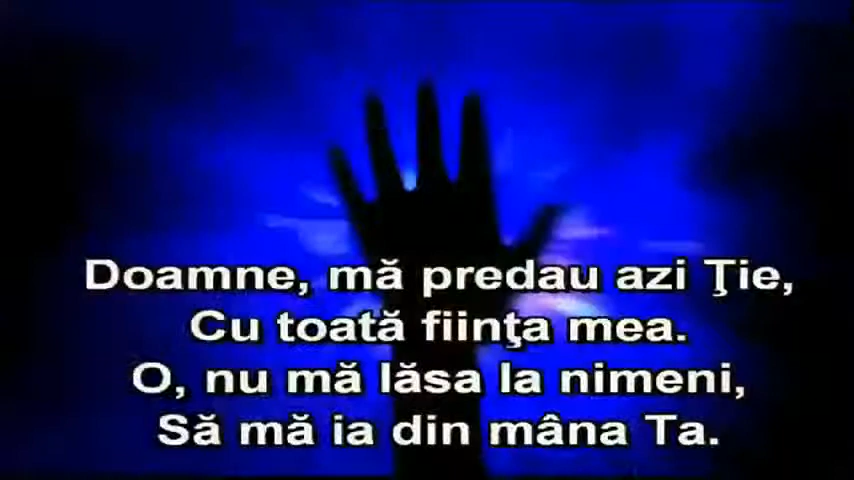 Doamne, mă predau azi Ţie,
Cu toată fiinţa mea.
O, nu mă lăsa la nimeni,
Să mă ia din mâna Ta.